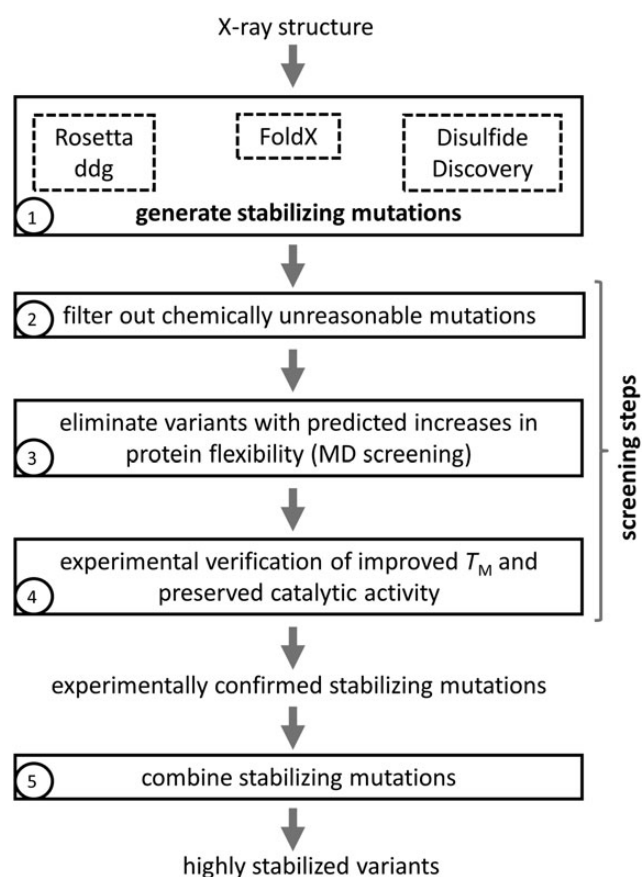 X-ray structure
Rosetta
ddg
FoldX
Disulfide
Discovery
1
generate stabilizing mutations
2
filter out chemically unreasonable mutations
3
eliminate variants with predicted increases in
protein flexibility (MD screening)
4
experimental verification of improved TM and
preserved catalytic activity
screening steps
experimentally confirmed stabilizing mutations
5
combine stabilizing mutations
highly stabilized variants